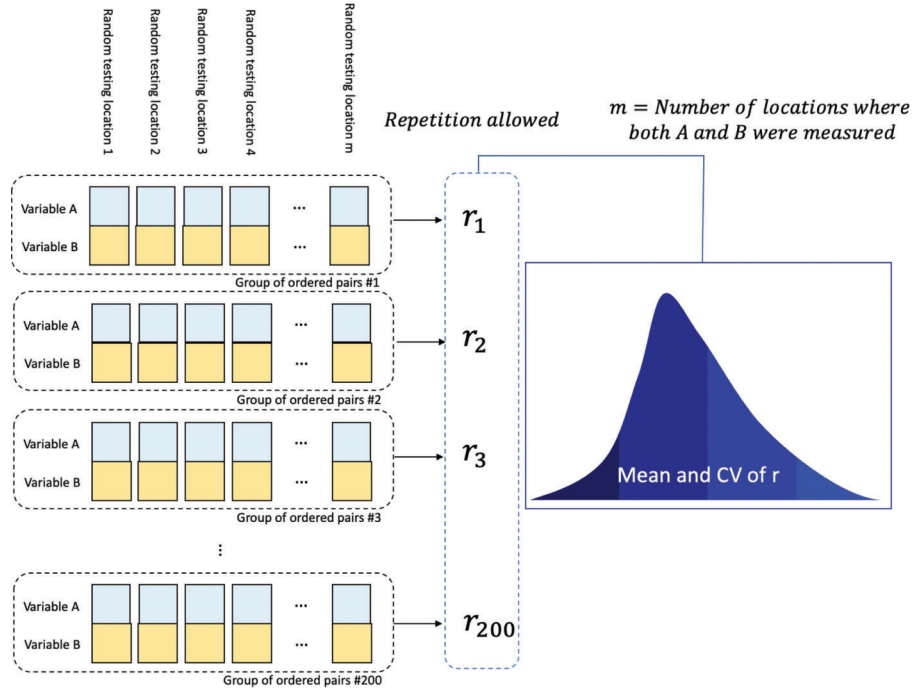 Random testing location 1
Random testing location 2
Random testing location 3
Random testing location 4
Random testing location m
Repetition allowed
m = Number of locations where
both A and B were measured
Variable A
...
Variable B
...
r₁
Group of ordered pairs #1
Variable A
...
Variable B
...
r₂
Group of ordered pairs #2
Variable A
...
Variable B
...
r₃
Group of ordered pairs #3
...
Variable A
...
Variable B
...
r₂₀₀
Group of ordered pairs #200
Mean and CV of r